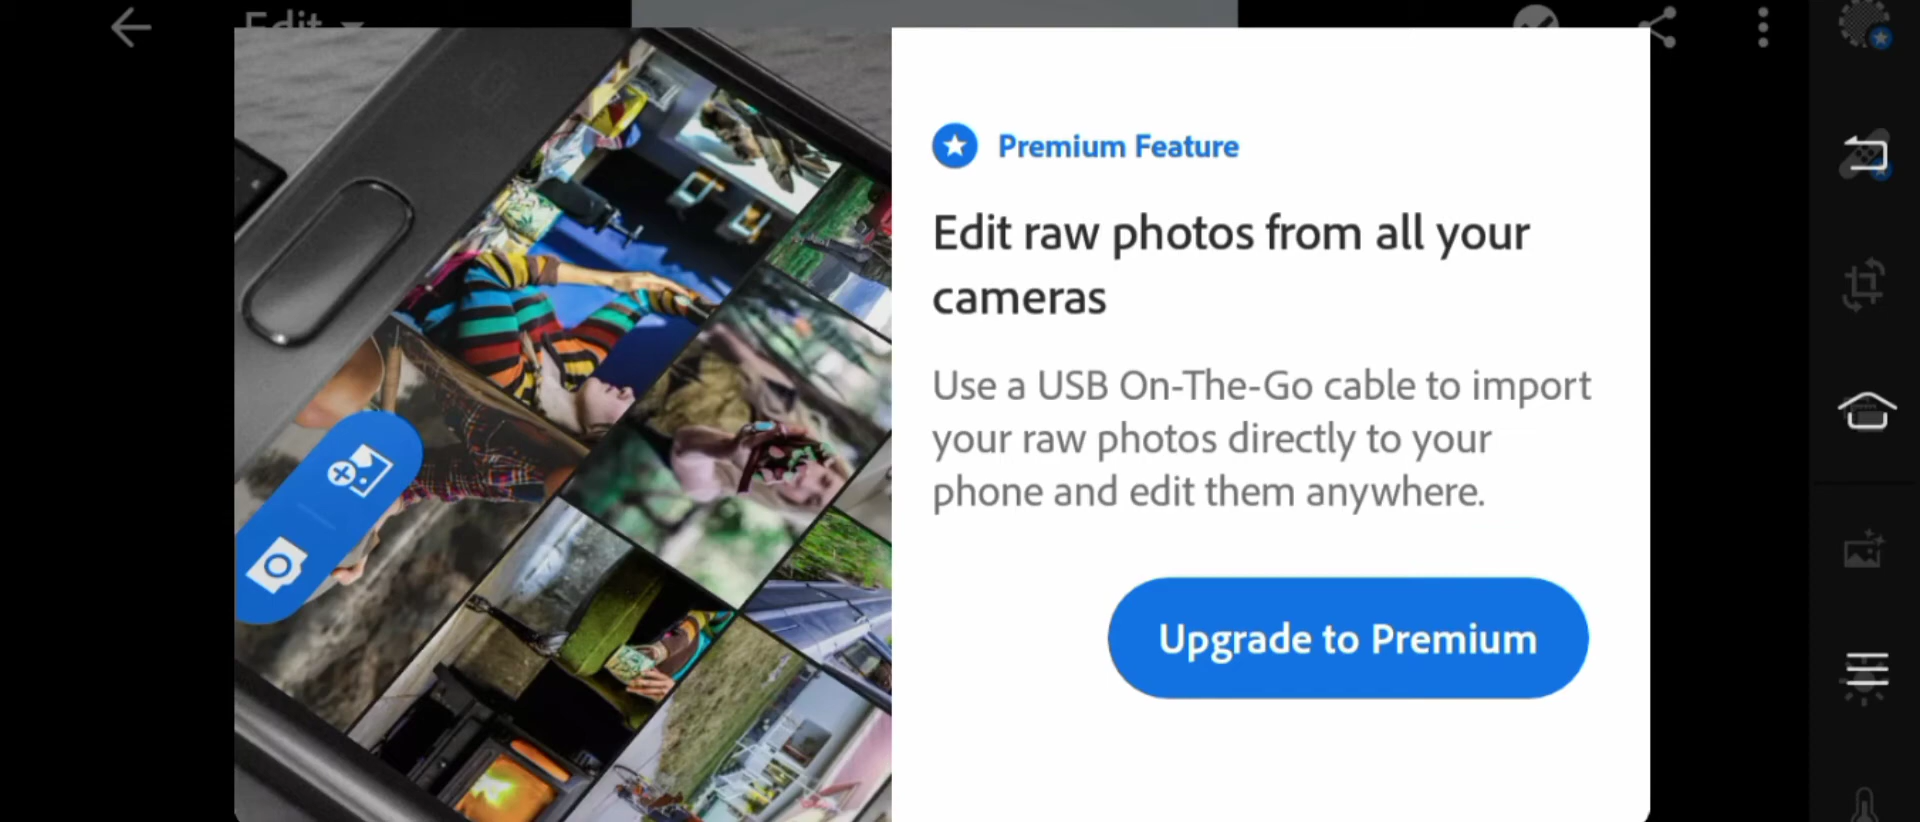 Edit
Premium Feature
Edit raw photos from all your
cameras
Use a USB On-The-Go cable to import
your raw photos directly to your
phone and edit them anywhere.
Upgrade to Premium